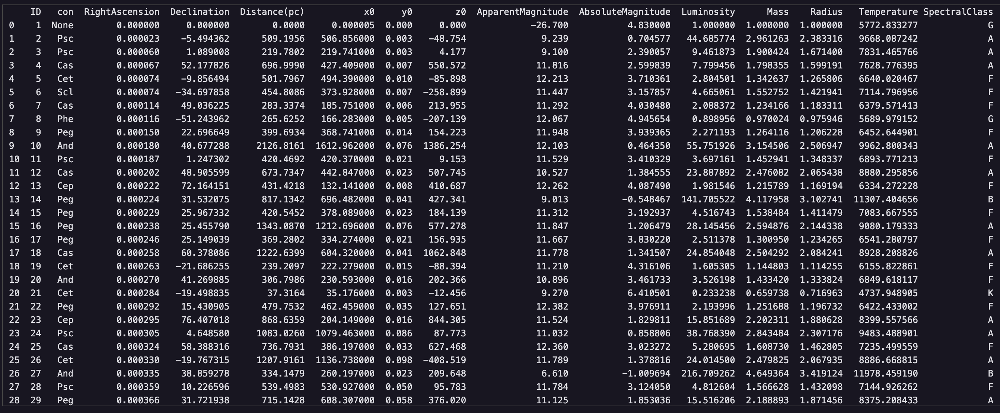 ID con RightAscension Declination Distance(pc) x0 y0 z0 ApparentMagnitude AbsoluteMagnitude Luminosity Mass Radius Temperature SpectralClass
0 1 None 0.000000 0.000000 0.0000 0.000005 0.000 0.000 -26.700 4.830000 1.000000 1.000000 1.000000 5772.833277 G
1 2 Psc 0.000023 -5.494362 509.1956 506.856000 0.003 -48.754 9.239 0.704577 44.685774 2.961263 2.383316 9668.087242 A
2 3 Psc 0.000060 1.089008 219.7802 219.741000 0.003 4.177 9.100 2.390057 9.461873 1.900424 1.671400 7831.465766 A
3 4 Cas 0.000067 52.177826 696.9990 427.409000 0.007 550.572 11.816 2.599839 7.799456 1.798355 1.599191 7628.776395 A
4 5 Cet 0.000074 -9.856494 501.7967 494.390000 0.010 -85.898 12.213 3.710361 2.804501 1.342637 1.265806 6640.020467 F
5 6 Scl 0.000074 -34.697858 454.8086 373.928000 0.007 -258.899 11.447 3.157857 4.665061 1.552752 1.421941 7114.796956 F
6 7 Cas 0.000114 49.036225 283.3374 185.751000 0.006 213.955 11.292 4.030480 2.088372 1.234166 1.183311 6379.571413 F
7 8 Phe 0.000116 -51.243962 265.6252 166.283000 0.005 -207.139 12.067 4.945654 0.898956 0.970024 0.975946 5689.979152 G
8 9 Peg 0.000150 22.696649 399.6934 368.741000 0.014 154.223 11.948 3.939365 2.271193 1.264116 1.206228 6452.644901 F
9 10 And 0.000180 40.677288 2126.8161 1612.962000 0.076 1386.254 12.103 0.464350 55.751926 3.154506 2.506947 9962.800343 A
10 11 Psc 0.000187 1.247302 420.4692 420.370000 0.021 9.153 11.529 3.410329 3.697161 1.452941 1.348337 6893.771213 F
11 12 Cas 0.000202 48.905599 673.7347 442.847000 0.023 507.745 10.527 1.384555 23.887892 2.476082 2.065438 8880.295856 A
12 13 Cep 0.000222 72.164151 431.4218 132.141000 0.008 410.687 12.262 4.087490 1.981546 1.215789 1.169194 6334.272228 F
13 14 Peg 0.000224 31.532075 817.1342 696.482000 0.041 427.341 9.013 -0.548467 141.705522 4.117958 3.102741 11307.404656 B
14 15 Peg 0.000229 25.967332 420.5452 378.089000 0.023 184.139 11.312 3.192937 4.516743 1.538484 1.411479 7083.667555 F
15 16 Peg 0.000238 25.455790 1343.0870 1212.696000 0.076 577.278 11.847 1.206479 28.145456 2.594876 2.144338 9080.179333 A
16 17 Peg 0.000246 25.149039 369.2802 334.274000 0.021 156.935 11.667 3.830220 2.511378 1.300950 1.234265 6541.280797 F
17 18 Cas 0.000258 60.378086 1222.6399 604.320000 0.041 1062.848 11.778 1.341507 24.854048 2.504292 2.084241 8928.208826 A
18 19 Cet 0.000263 -21.686255 239.2097 222.279000 0.015 -88.394 11.210 4.316106 1.605305 1.144803 1.114255 6155.822861 F
19 20 And 0.000270 41.269885 306.7986 230.593000 0.016 202.366 10.896 3.461733 3.526198 1.433420 1.333824 6849.618117 F
20 21 Cet 0.000284 -19.498835 37.3164 35.176000 0.003 -12.456 9.270 6.410501 0.233238 0.659738 0.716963 4737.948905 K
21 22 Peg 0.000292 15.430905 479.7532 462.459000 0.035 127.651 12.382 3.976911 2.193996 1.251688 1.196732 6422.433002 F
22 23 Cep 0.000295 76.407018 868.6359 204.149000 0.016 844.305 11.524 1.829811 15.851689 2.202311 1.880628 8399.557566 A
23 24 Psc 0.000305 4.648580 1083.0260 1079.463000 0.086 87.773 11.032 0.858806 38.768390 2.843484 2.307176 9483.488901 A
24 25 Cas 0.000324 58.388316 736.7931 386.197000 0.033 627.468 12.360 3.023272 5.280695 1.608730 1.462805 7235.499559 F
25 26 Cet 0.000330 -19.767315 1207.9161 1136.738000 0.098 -408.519 11.789 1.378816 24.014500 2.479825 2.067935 8886.668815 A
26 27 And 0.000335 38.859278 334.1479 260.197000 0.023 209.648 6.610 -1.009694 216.709262 4.649364 3.419124 11978.459190 B
27 28 Psc 0.000359 10.226596 539.4983 530.927000 0.050 95.783 11.784 3.124050 4.812604 1.566628 1.432098 7144.926262 F
28 29 Peg 0.000366 31.721938 715.1428 608.307000 0.058 376.020 11.125 1.853036 15.516206 2.188893 1.871456 8375.208433 A